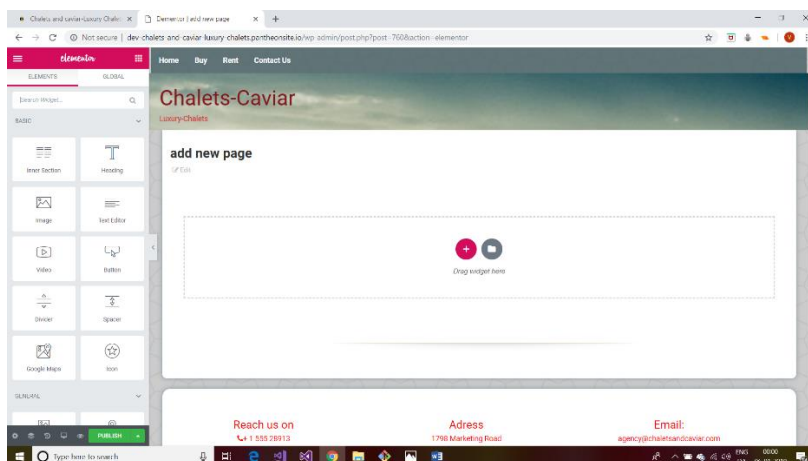 Chalets and caviar-Luxury Chalet
Elementor | add new page
Not secure | dev-chalets-and-caviar-luxury-chalets.pantheonsite.io/wp-admin/post.php?post=760&action=elementor
elementor
Home Buy Rent Contact Us
ELEMENTS GLOBAL
Search Widget...
Chalets-Caviar
Luxury-Chalets
BASIC
add new page
Edit
Inner Section Heading
Image Text Editor
Video Button
Drag widget here
Divider Spacer
Google Maps Icon
GENERAL
Reach us on Adress Email:
+1 555 28913 1798 Marketing Road agency@chaletsandcaviar.com
PUBLISH
Type here to search
ENG 00:00